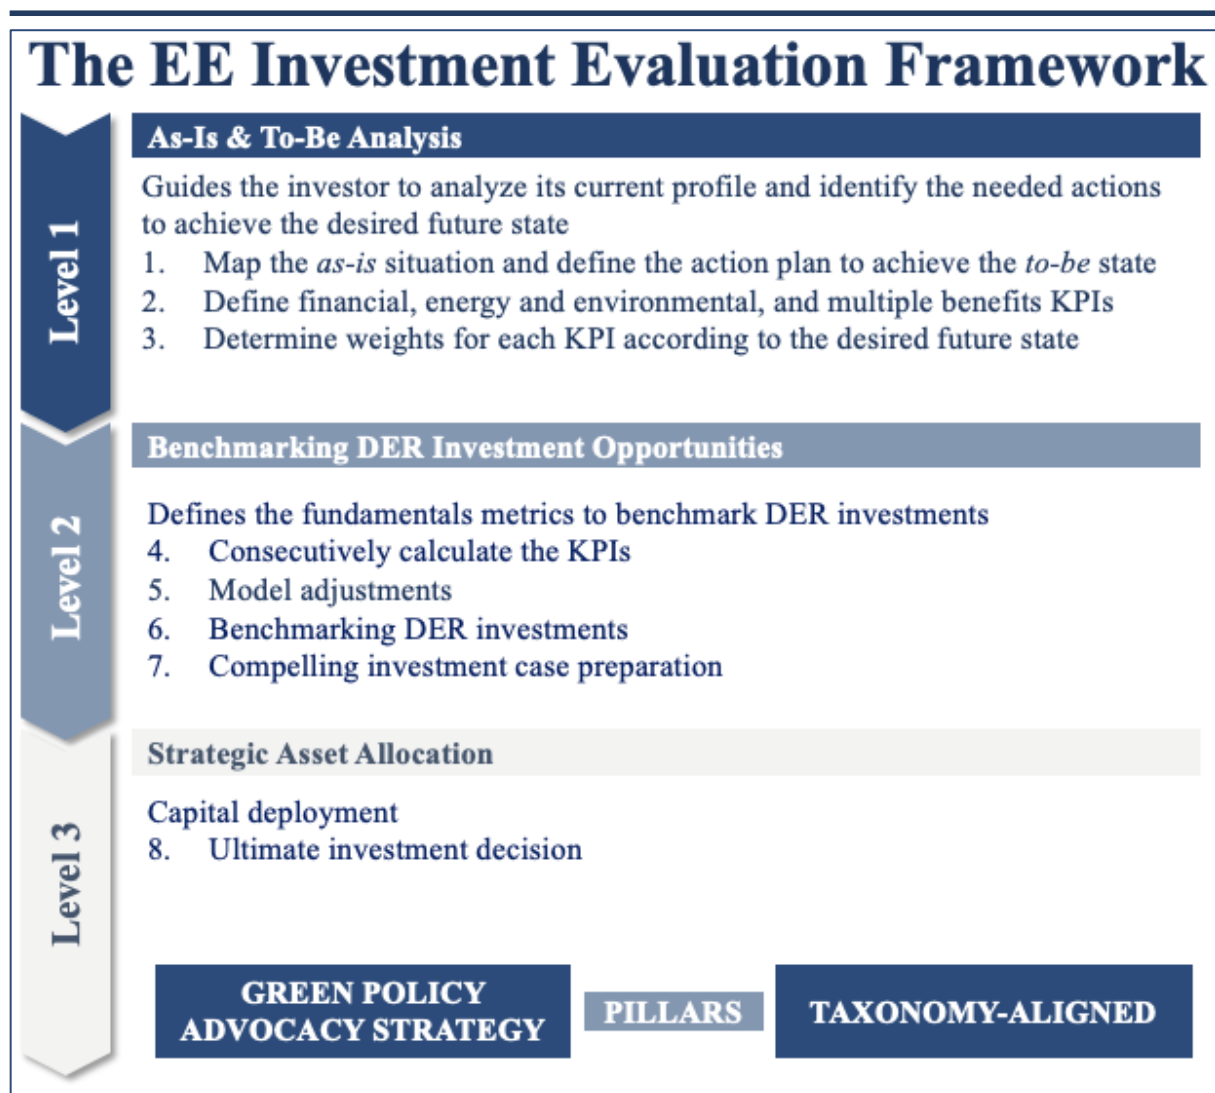 The EE Investment Evaluation Framework
Level 1
As-Is & To-Be Analysis
Guides the investor to analyze its current profile and identify the needed actions
to achieve the desired future state
1. Map the as-is situation and define the action plan to achieve the to-be state
2. Define financial, energy and environmental, and multiple benefits KPIs
3. Determine weights for each KPI according to the desired future state
Level 2
Benchmarking DER Investment Opportunities
Defines the fundamentals metrics to benchmark DER investments
4. Consecutively calculate the KPIs
5. Model adjustments
6. Benchmarking DER investments
7. Compelling investment case preparation
Level 3
Strategic Asset Allocation
Capital deployment
8. Ultimate investment decision
GREEN POLICY
ADVOCACY STRATEGY
PILLARS
TAXONOMY-ALIGNED